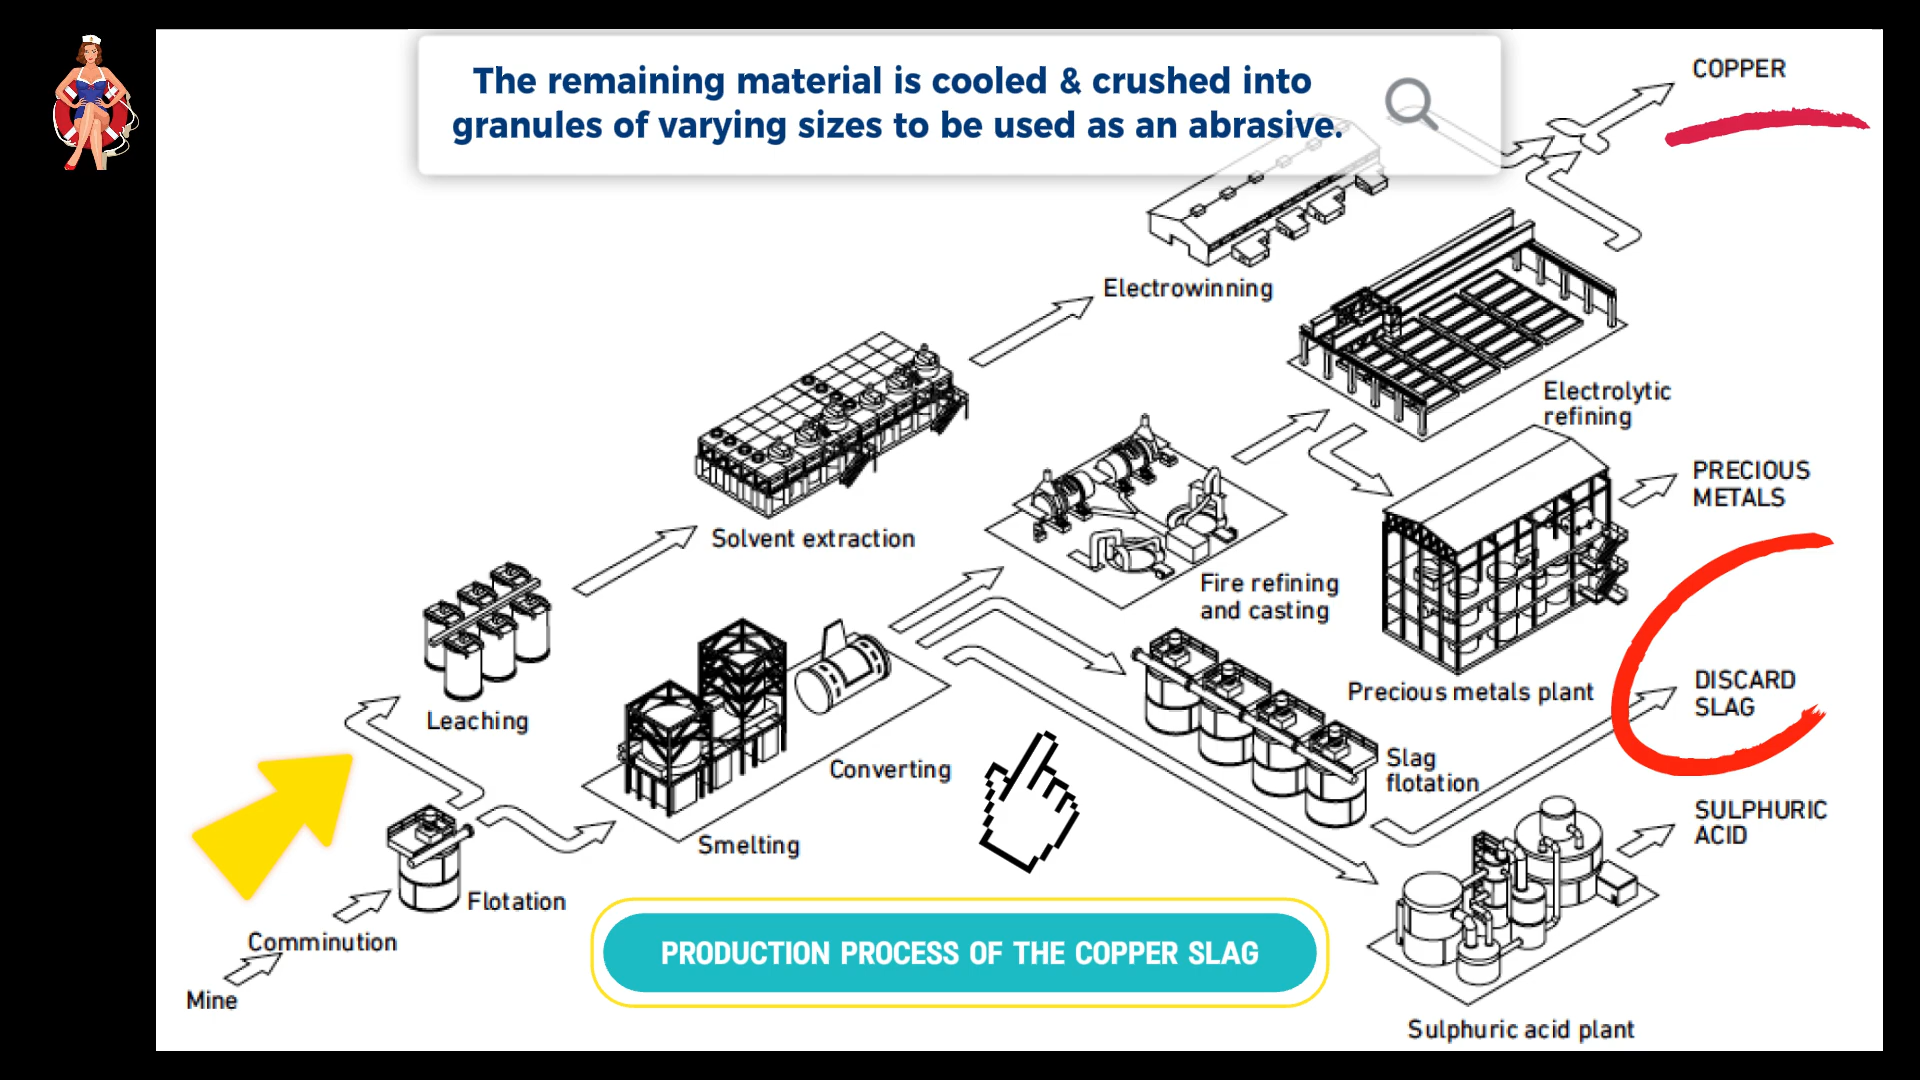 The remaining material is cooled & crushed into
granules of varying sizes to be used as an abrasive.
COPPER
Electrowinning
Electrolytic
refining
PRECIOUS
METALS
Solvent extraction
Fire refining
and casting
Precious metals plant
DISCARD
SLAG
Leaching
Converting
Slag
flotation
SULPHURIC
ACID
Smelting
Flotation
Comminution
PRODUCTION PROCESS OF THE COPPER SLAG
Mine
Sulphuric acid plant